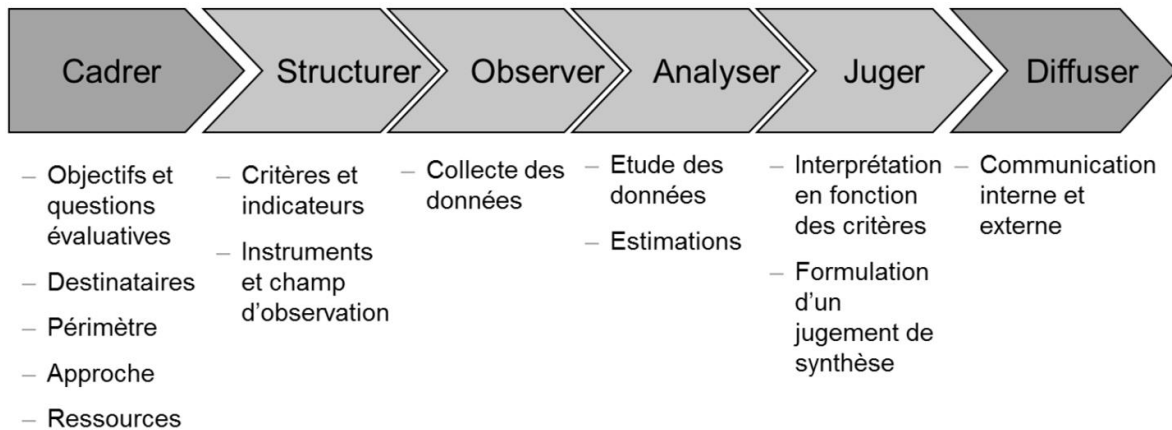 Cadrer
Structurer
Observer
Analyser
Juger
Diffuser
– Objectifs et
questions
évaluatives
– Destinataires
– Périmètre
– Approche
– Ressources
– Critères et
indicateurs
– Instruments
et champ
d’observation
– Collecte des
données
– Etude des
données
– Estimations
– Interprétation
en fonction
des critères
– Formulation
d’un
jugement de
synthèse
– Communication
interne et
externe